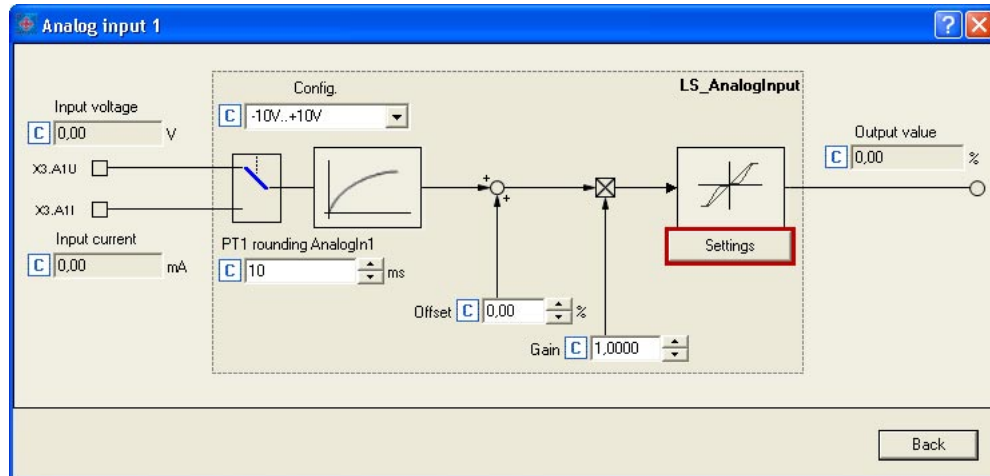 Analog input 1
Config.
LS_AnalogInput
Input voltage
C 0,00 V
C -10V..+10V
Output value
C 0,00 %
X3.A1U
X3.A1I
Input current
C 0,00 mA
PT1 rounding AnalogIn1
C 10 ms
Settings
+
+
Offset C 0,00 %
Gain C 1,0000
Back